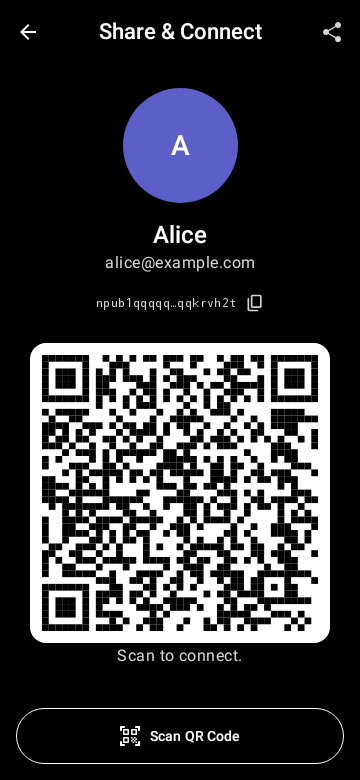 Share & Connect
A
Alice
alice@example.com
npub1qqqqq…qqkrvh2t
Scan to connect.
Scan QR Code